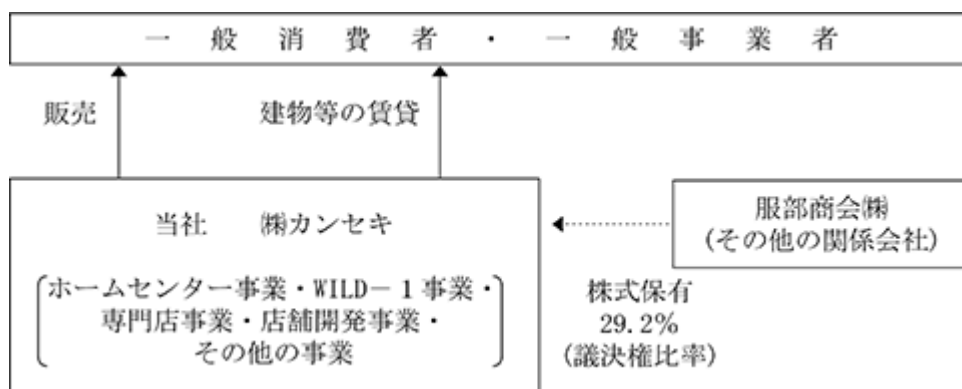 一般消費者・一般事業者
販売
建物等の賃貸
当社 ㈱カンセキ
ホームセンター事業・WILD－1事業・
専門店事業・店舗開発事業・
その他の事業
服部商会㈱
(その他の関係会社)
株式保有
29.2%
(議決権比率)